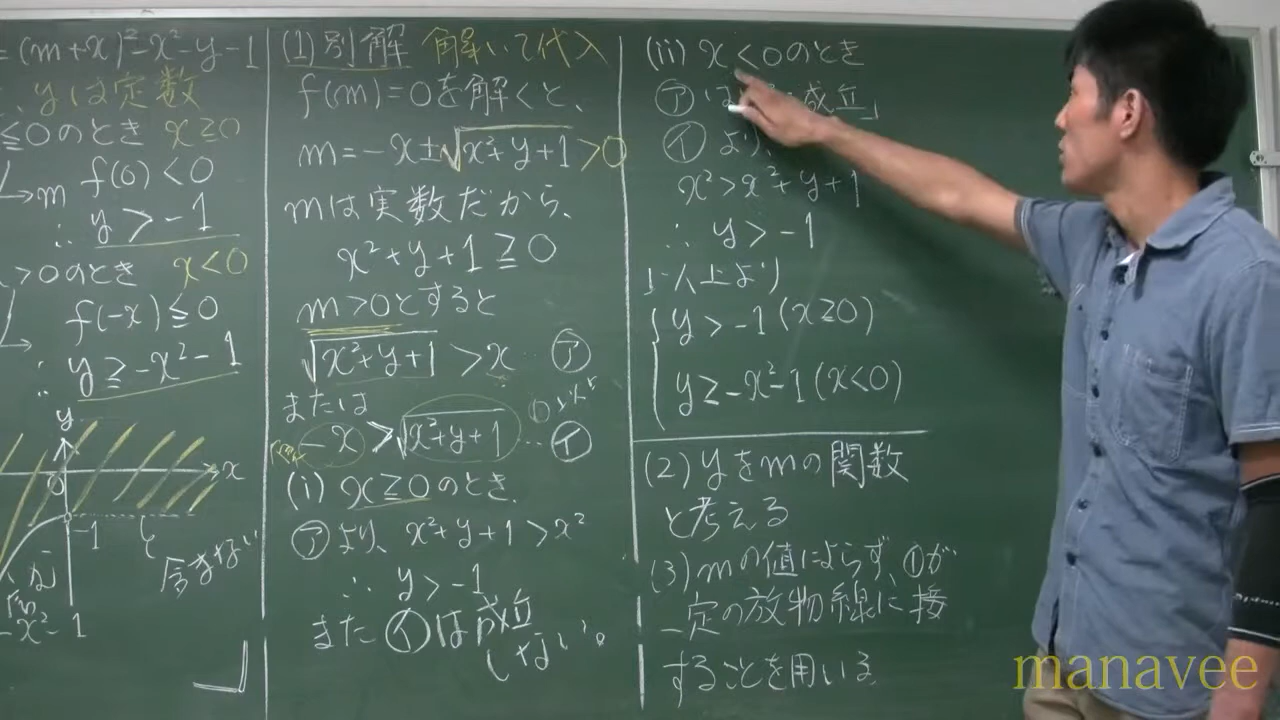 = (m+x)²-x²-y-1
yは定数
≦0のとき x≥0
→m f(0)<0
∴ y>-1
>0のとき x<0
f(-x)≦0
∴ y≧-x²-1
y
x
0
-1
含まない
-x²-1
(1)別解 解いて代入
f(m)=0を解くと、
m=-x±√x²+y+1>0
mは実数だから、
x²+y+1≧0
m>0とすると
√x²+y+1>x … ㋐
または
-x>√x²+y+1 … ㋑
(i) x≧0のとき、
㋐より、x²+y+1>x²
∴ y>-1
また㋑は成立
しない。
(ii) x<0のとき
㋐は 成立」
㋑より、
x²>x²+y+1
∴ y>-1
以上より
y>-1 (x≥0)
y≥-x²-1 (x<0)
(2) yをmの関数
と考える
(3) mの値によらず、①が
一定の放物線に接
することを用いる
manavee